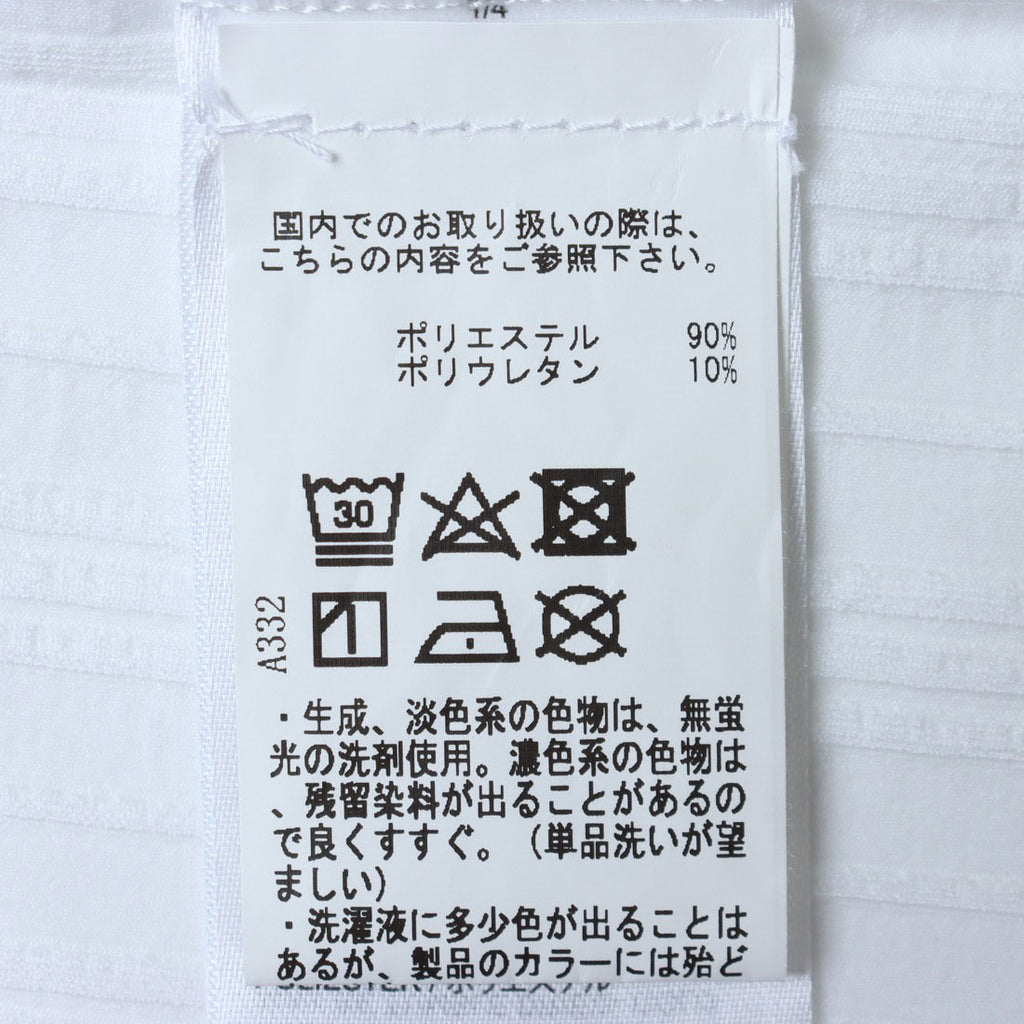 1/4
国内でのお取り扱いの際は、
こちらの内容をご参照下さい。
ポリエステル 90%
ポリウレタン 10%
30
A332
・生成、淡色系の色物は、無蛍
光の洗剤使用。濃色系の色物は
、残留染料が出ることがあるの
で良くすすぐ。（単品洗いが望
ましい）
・洗濯液に多少色が出ることは
あるが、製品のカラーには殆ど